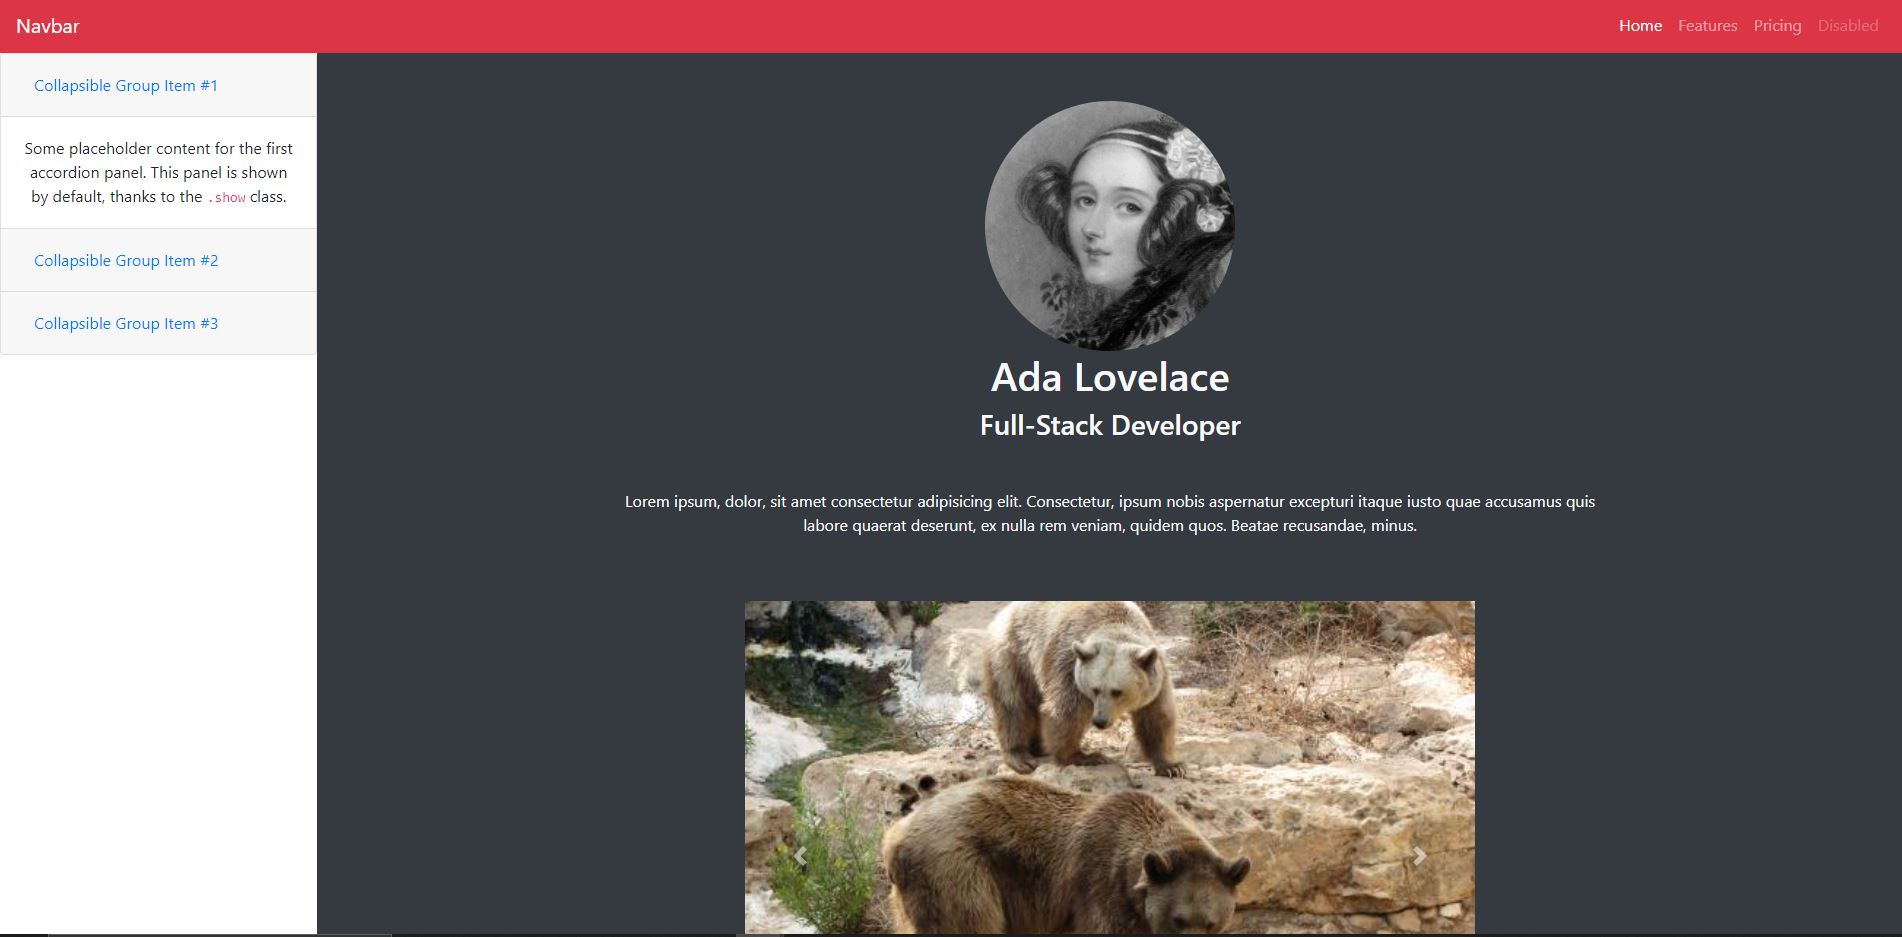 Navbar
Home Features Pricing Disabled
Collapsible Group Item #1
Some placeholder content for the first
accordion panel. This panel is shown
by default, thanks to the .show class.
Collapsible Group Item #2
Collapsible Group Item #3
Ada Lovelace
Full-Stack Developer
Lorem ipsum, dolor, sit amet consectetur adipisicing elit. Consectetur, ipsum nobis aspernatur excepturi itaque iusto quae accusamus quis
labore quaerat deserunt, ex nulla rem veniam, quidem quos. Beatae recusandae, minus.